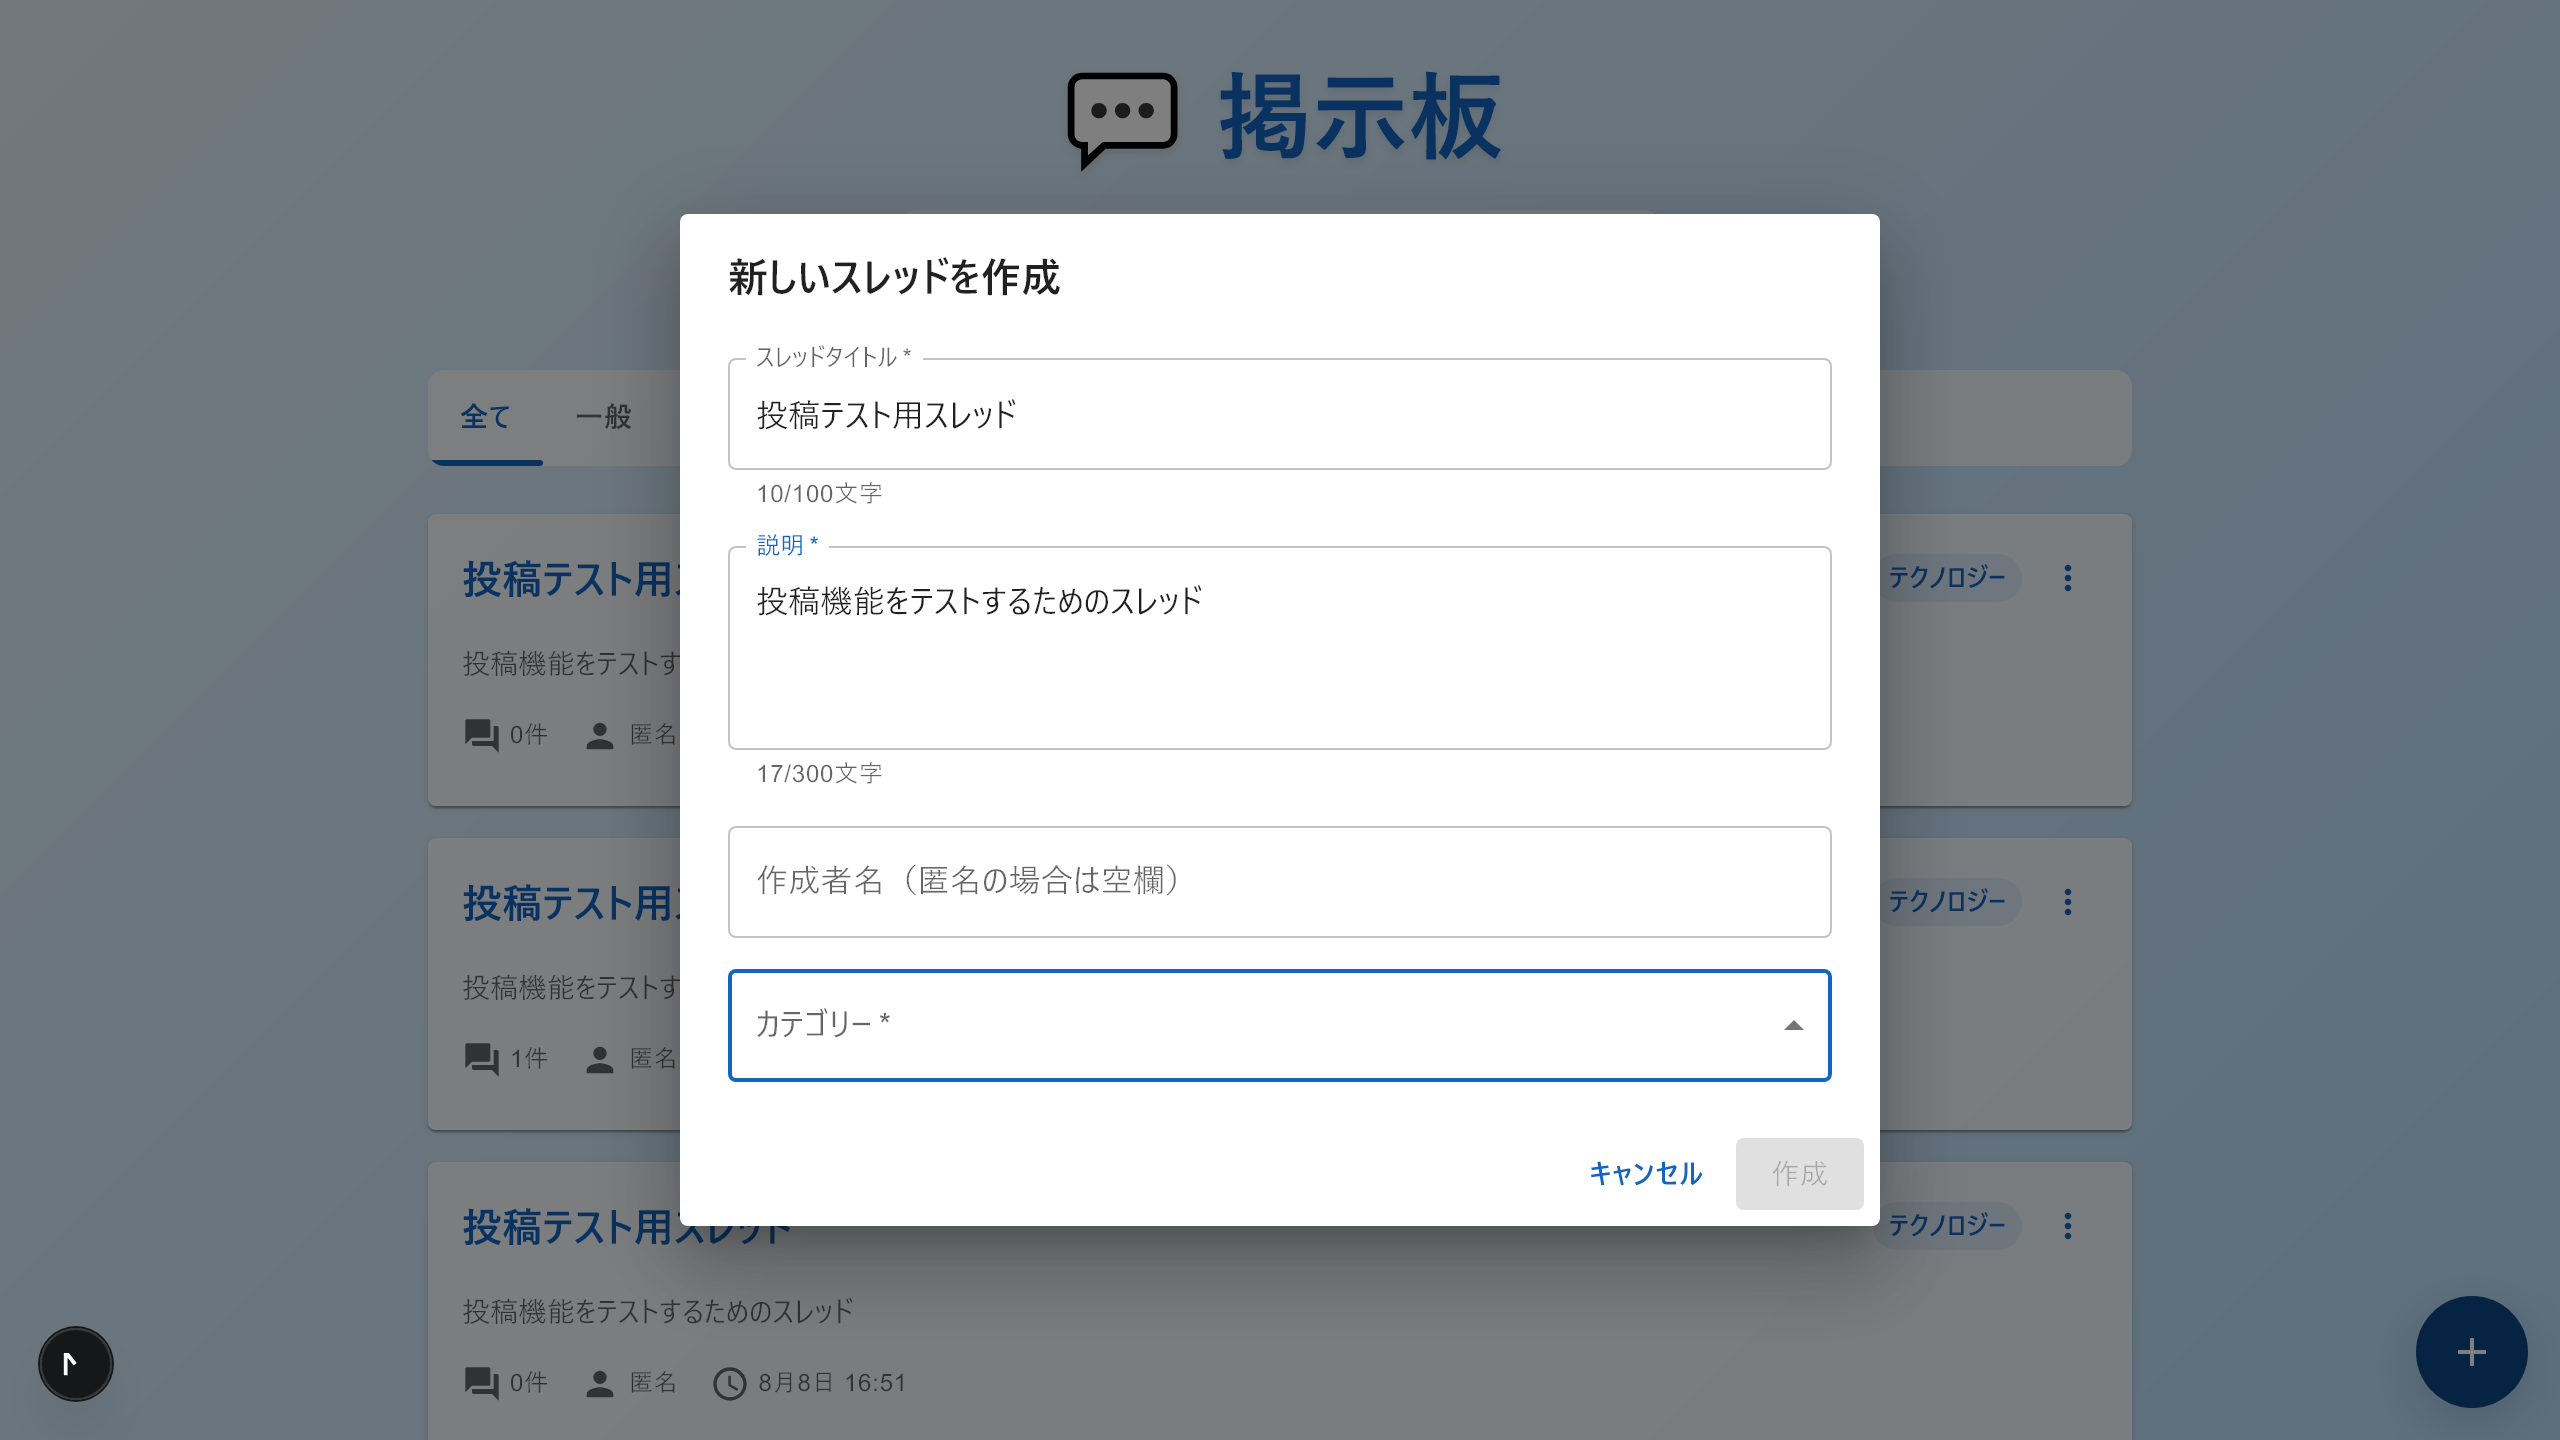 掲示板
全て 一般
新しいスレッドを作成
スレッドタイトル *
投稿テスト用スレッド
10/100文字
説明 *
投稿機能をテストするためのスレッド
17/300文字
作成者名（匿名の場合は空欄）
カテゴリー *
キャンセル 作成
投稿テスト用
テクノロジー
投稿機能をテストす
0件 匿名
投稿テスト用
テクノロジー
投稿機能をテストす
1件 匿名
投稿テスト用スレッド
テクノロジー
投稿機能をテストするためのスレッド
0件 匿名 8月8日 16:51